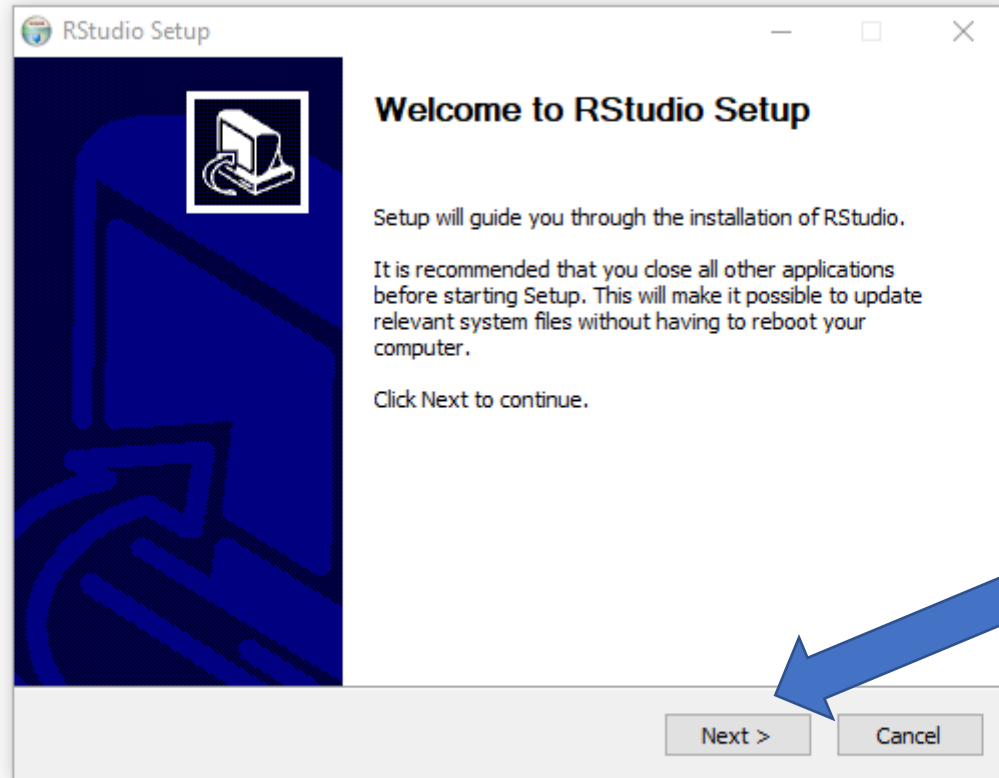 RStudio Setup
Welcome to RStudio Setup
Setup will guide you through the installation of RStudio.
It is recommended that you close all other applications
before starting Setup. This will make it possible to update
relevant system files without having to reboot your
computer.
Click Next to continue.
Next >
Cancel